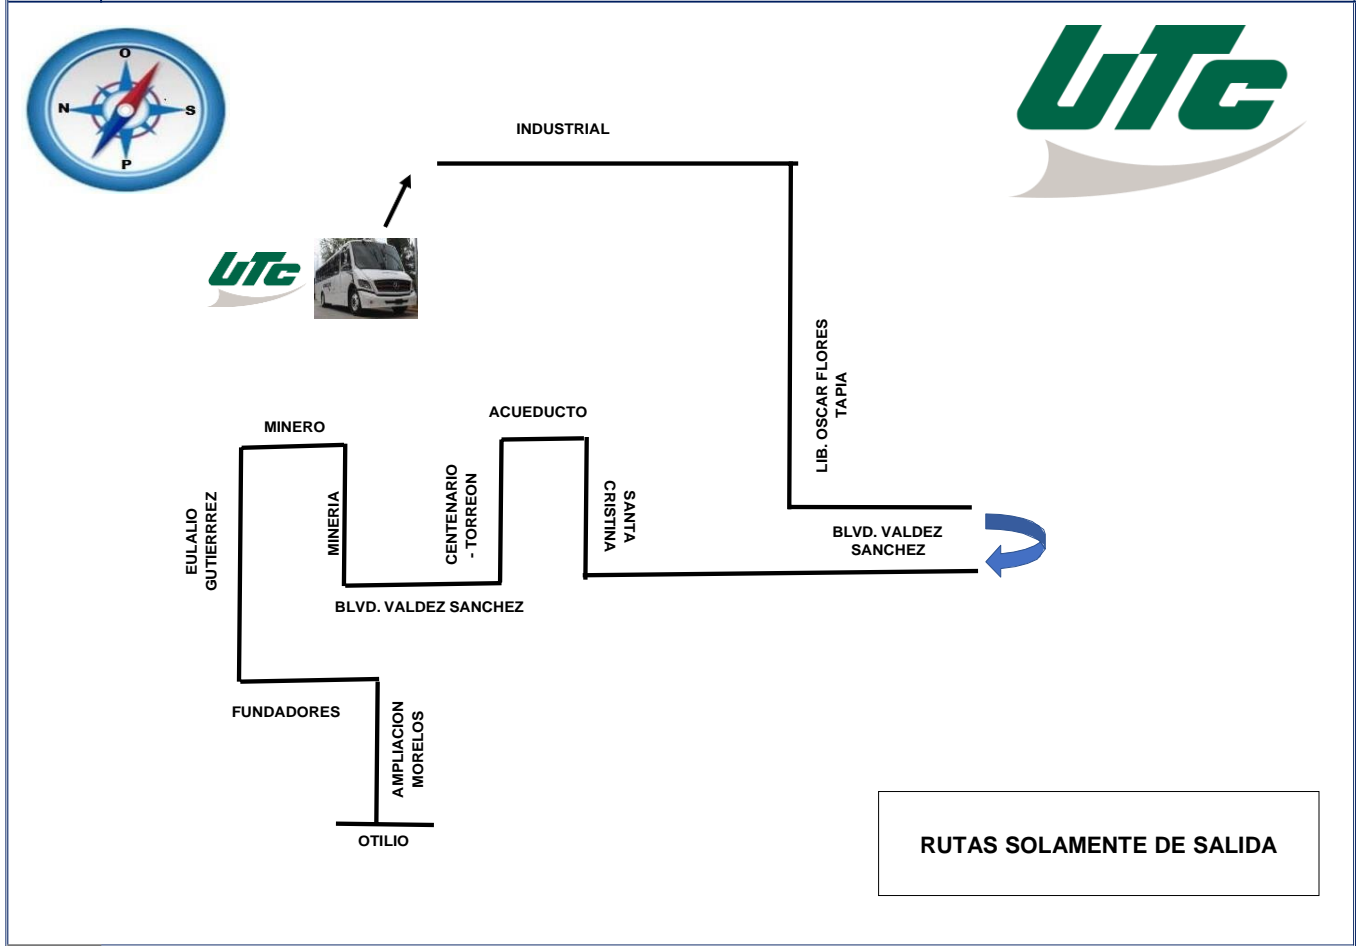 O
N
S
P
UTC
INDUSTRIAL
UTC
LIB. OSCAR FLORES
TAPIA
ACUEDUCTO
MINERO
EULALIO
GUTIERRREZ
MINERIA
CENTENARIO
- TORREON
SANTA
CRISTINA
BLVD. VALDEZ
SANCHEZ
BLVD. VALDEZ SANCHEZ
FUNDADORES
AMPLIACION
MORELOS
OTILIO
RUTAS SOLAMENTE DE SALIDA